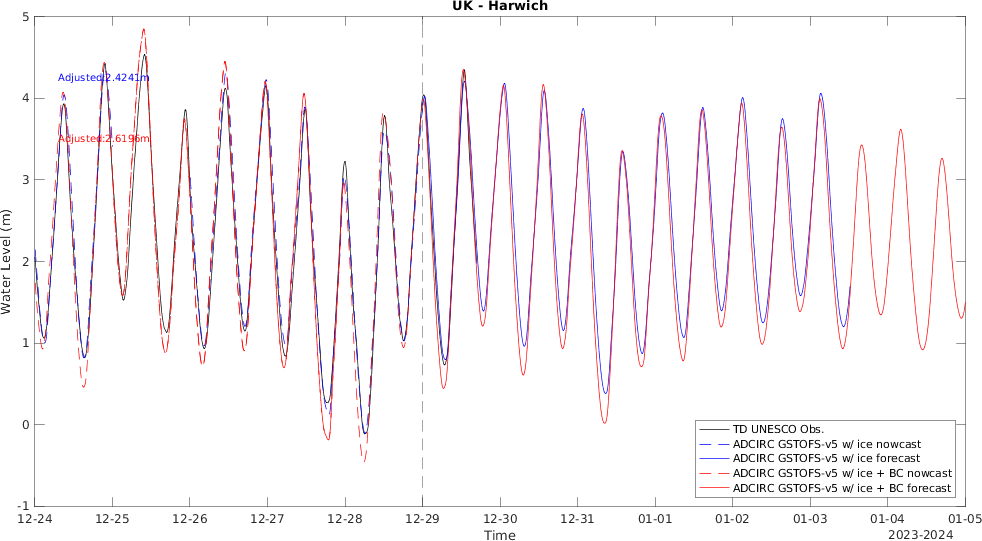 UK - Harwich
5
4
3
2
1
0
-1
Water Level (m)
Adjusted:2.4241m
Adjusted:2.6196m
TD UNESCO Obs.
ADCIRC GSTOFS-v5 w/ ice nowcast
ADCIRC GSTOFS-v5 w/ ice forecast
ADCIRC GSTOFS-v5 w/ ice + BC nowcast
ADCIRC GSTOFS-v5 w/ ice + BC forecast
12-24 12-25 12-26 12-27 12-28 12-29 12-30 12-31 01-01 01-02 01-03 01-04 01-05
Time
2023-2024